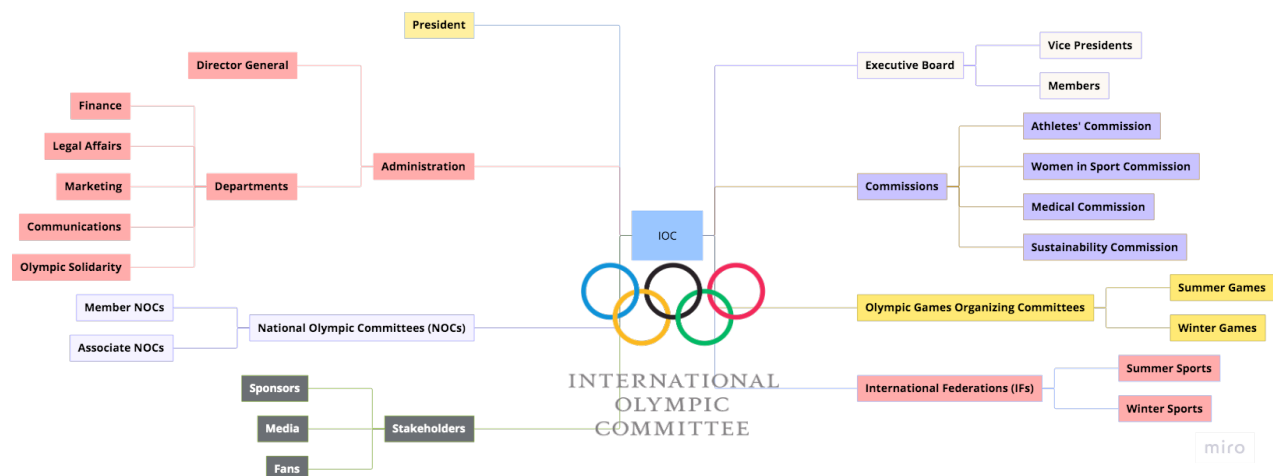 President
Director General
Executive Board
Vice Presidents
Members
Finance
Legal Affairs
Marketing
Communications
Olympic Solidarity
Departments
Administration
Commissions
Athletes' Commission
Women in Sport Commission
Medical Commission
Sustainability Commission
IOC
Member NOCs
Associate NOCs
National Olympic Committees (NOCs)
Olympic Games Organizing Committees
Summer Games
Winter Games
Sponsors
Media
Fans
Stakeholders
INTERNATIONAL
OLYMPIC
COMMITTEE
International Federations (IFs)
Summer Sports
Winter Sports
miro